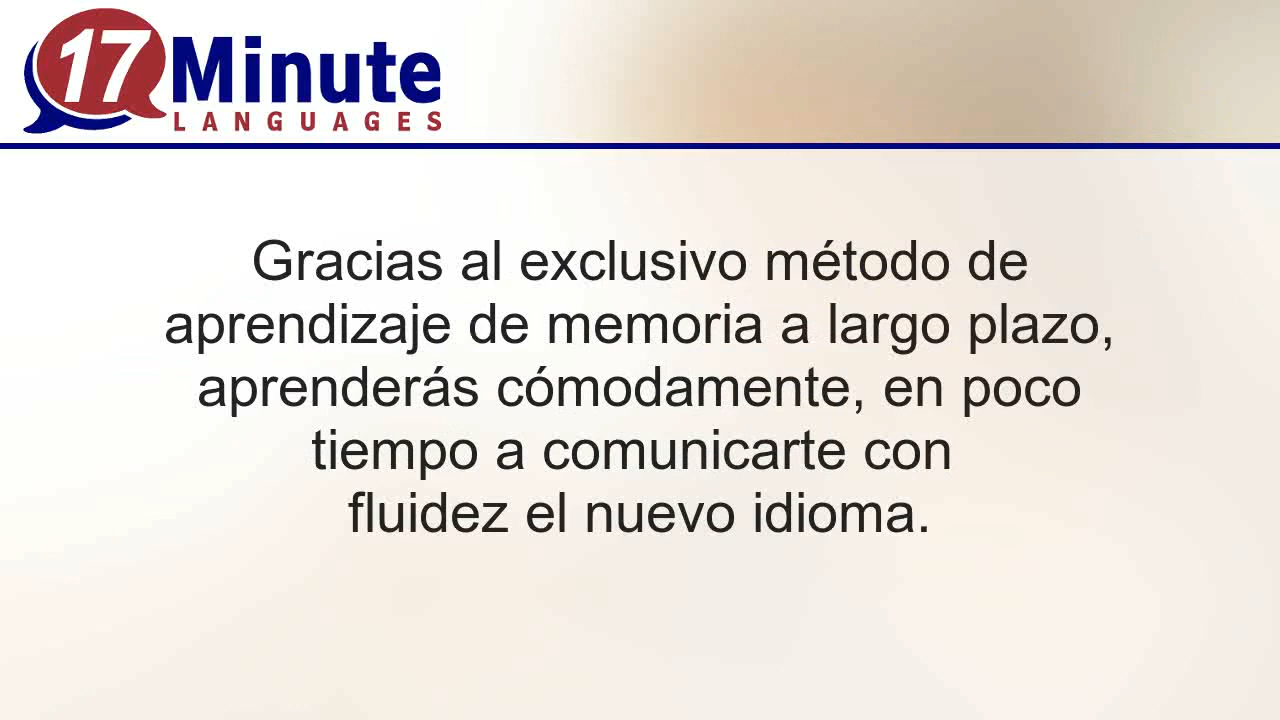 17 Minute
LANGUAGES
Gracias al exclusivo método de
aprendizaje de memoria a largo plazo,
aprenderás cómodamente, en poco
tiempo a comunicarte con
fluidez el nuevo idioma.